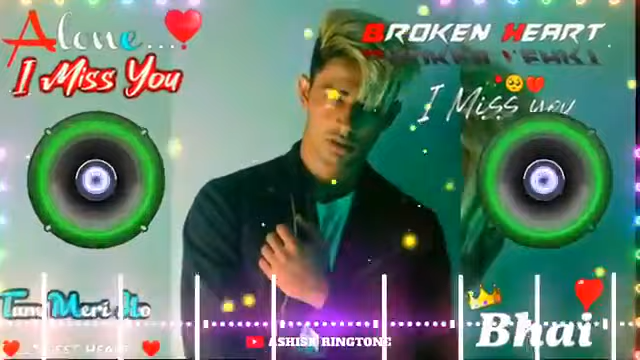 Alone...
I Miss You
BROKEN HEART
I Miss you
Tum Meri Ho
ASHISH RINGTONE
Bhai